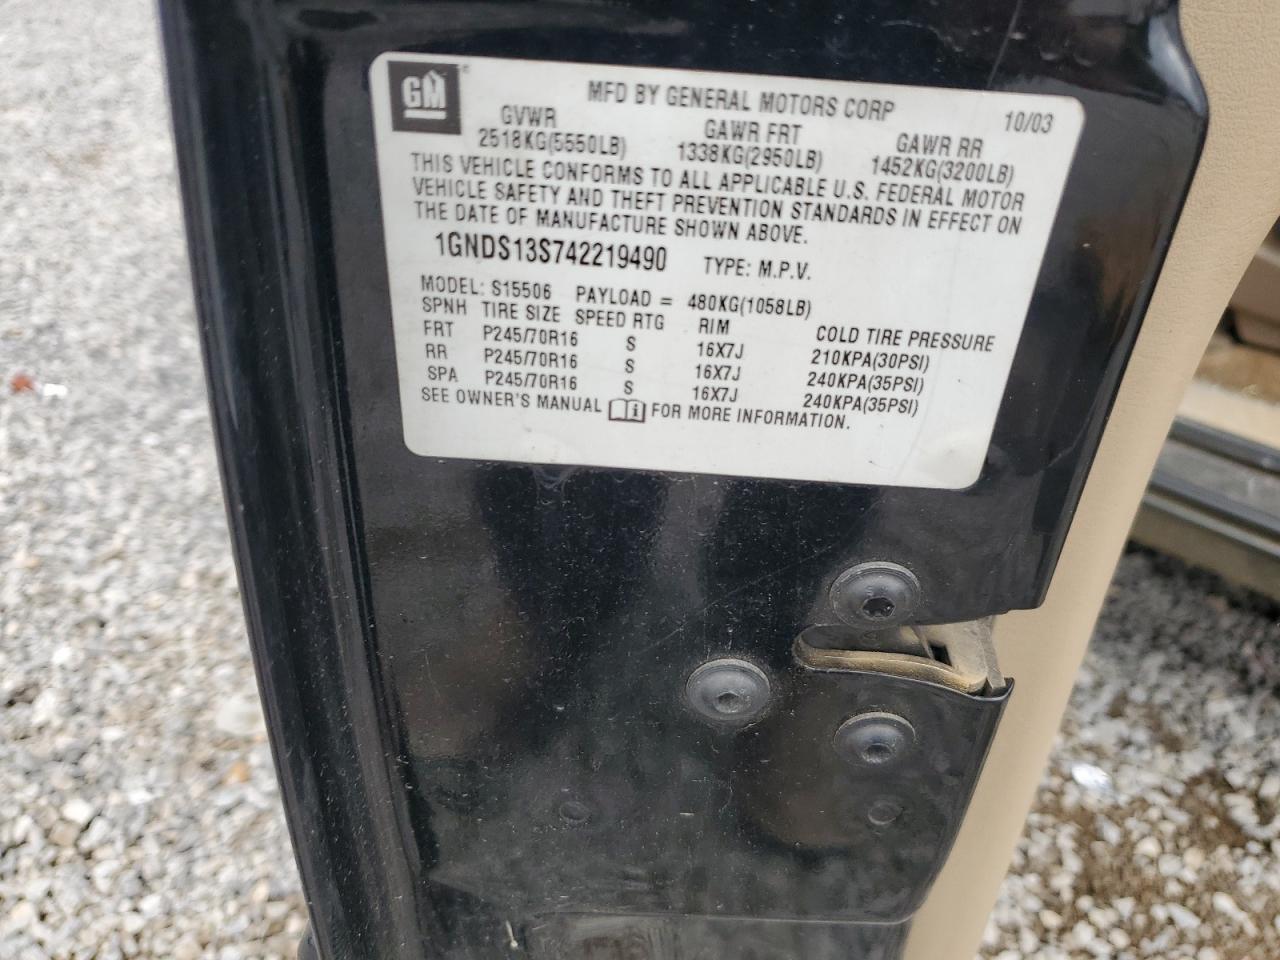 GM
MFD BY GENERAL MOTORS CORP 10/03
GVWR GAWR FRT GAWR RR
2518KG(5550LB) 1338KG(2950LB) 1452KG(3200LB)
THIS VEHICLE CONFORMS TO ALL APPLICABLE U.S. FEDERAL MOTOR
VEHICLE SAFETY AND THEFT PREVENTION STANDARDS IN EFFECT ON
THE DATE OF MANUFACTURE SHOWN ABOVE.
1GNDS13S742219490 TYPE: M.P.V.
MODEL: S15506 PAYLOAD = 480KG(1058LB)
SPNH TIRE SIZE SPEED RTG RIM COLD TIRE PRESSURE
FRT P245/70R16 S 16X7J 210KPA(30PSI)
RR P245/70R16 S 16X7J 240KPA(35PSI)
SPA P245/70R16 S 16X7J 240KPA(35PSI)
SEE OWNER'S MANUAL i FOR MORE INFORMATION.